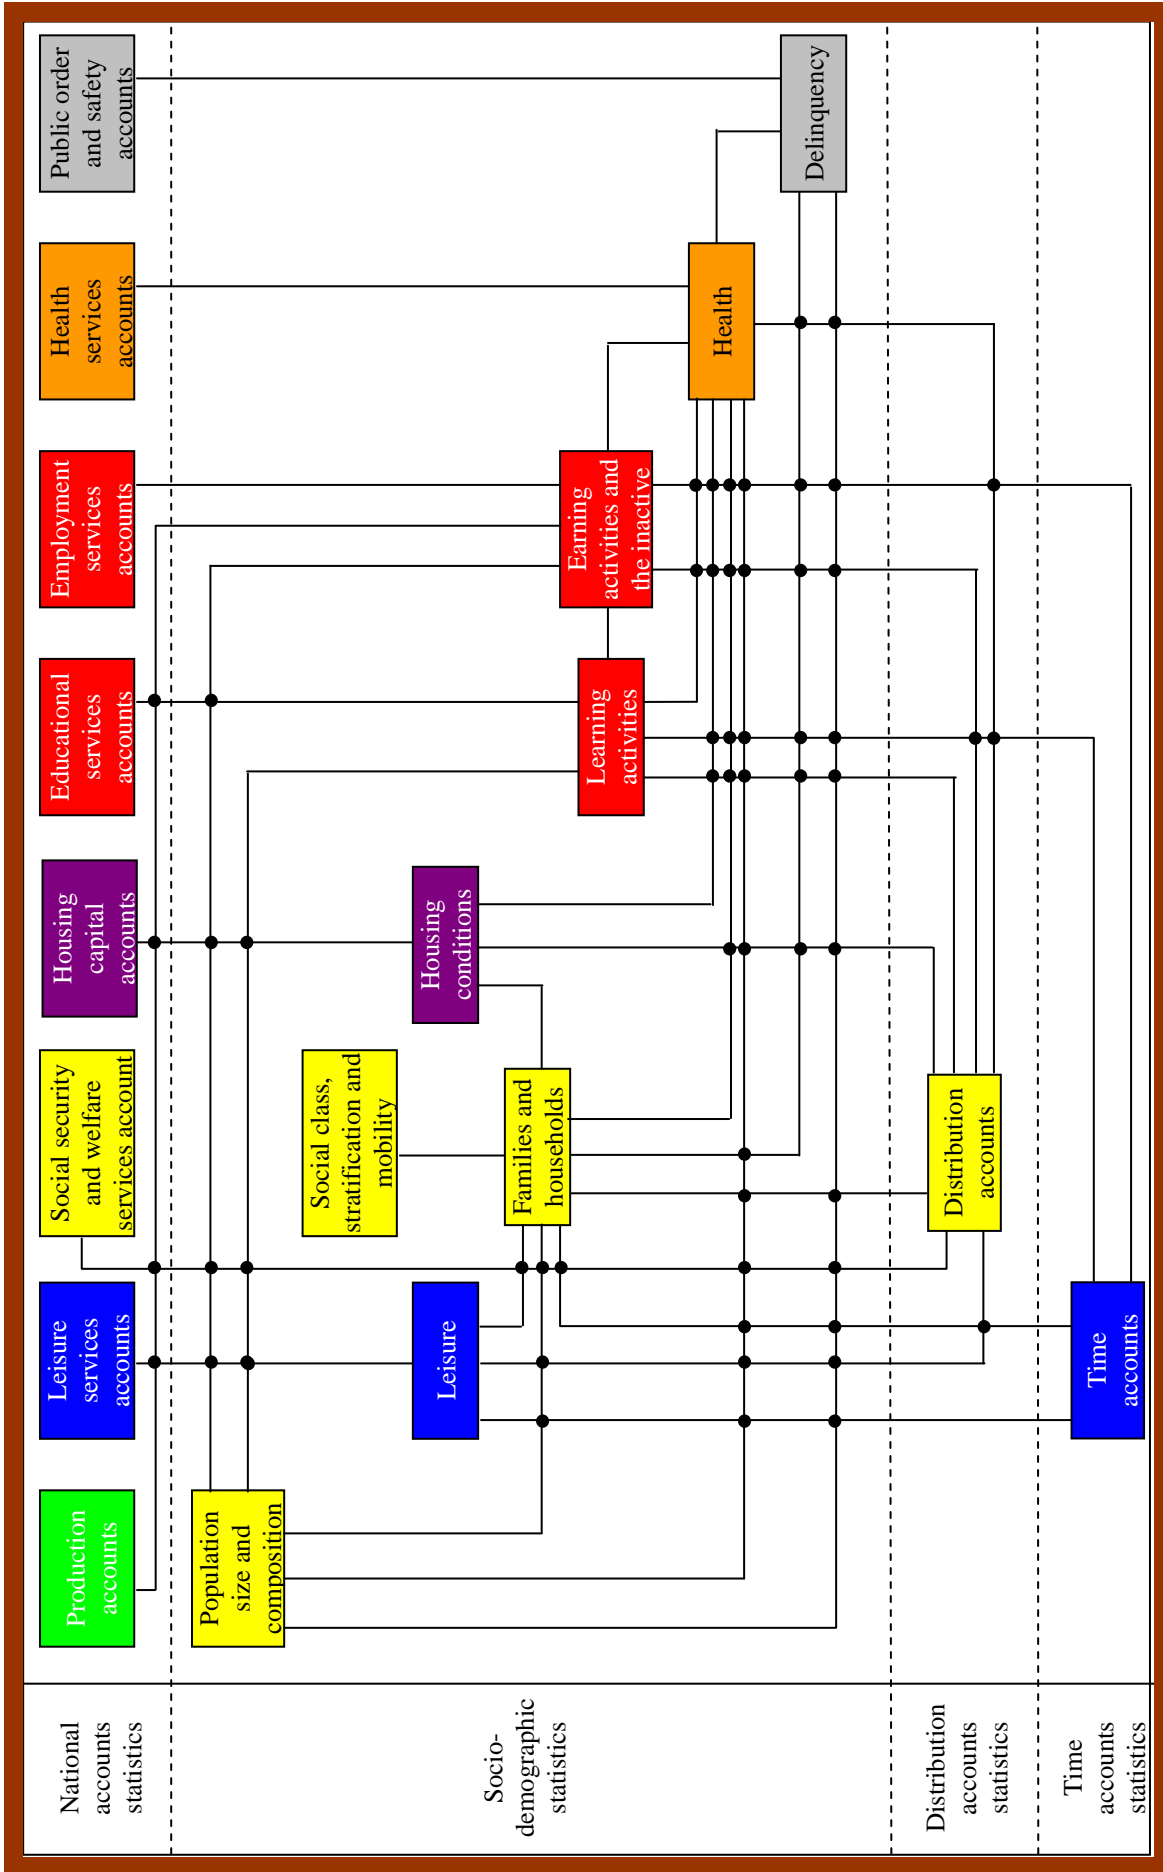 National
accounts
statistics
Production
accounts
Leisure
services
accounts
Social security
and welfare
services account
Housing
capital
accounts
Educational
services
accounts
Employment
services
accounts
Health
services
accounts
Public order
and safety
accounts
Socio-
demographic
statistics
Population
size and
composition
Social class,
stratification and
mobility
Leisure
Housing
conditions
Families and
households
Earning
activities and
the inactive
Learning
activities
Health
Delinquency
Distribution
accounts
statistics
Distribution
accounts
Time
accounts
statistics
Time
accounts